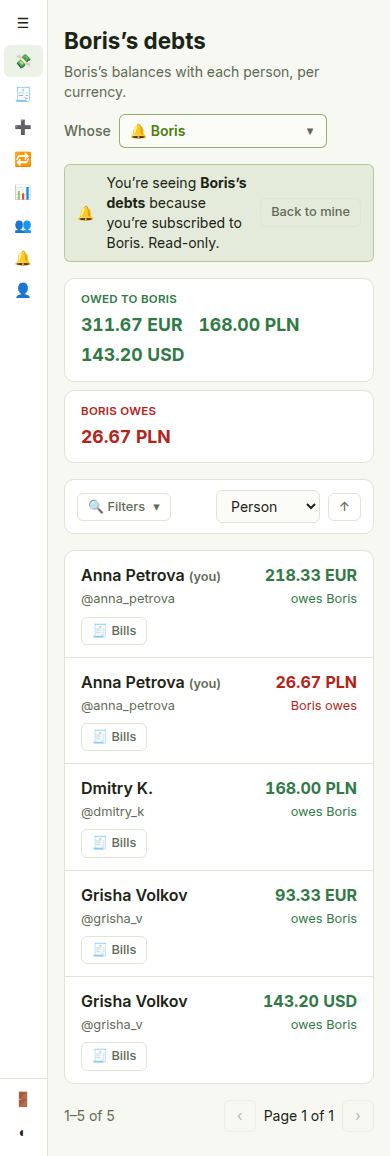 Boris’s debts
Boris’s balances with each person, per
currency.
Whose 🔔 Boris ▾
You’re seeing Boris’s
debts because
you’re subscribed to
Boris. Read-only.
Back to mine
OWED TO BORIS
311.67 EUR 168.00 PLN
143.20 USD
BORIS OWES
26.67 PLN
🔍 Filters ▾ Person ↑
Anna Petrova (you) 218.33 EUR
@anna_petrova owes Boris
🧾 Bills
Anna Petrova (you) 26.67 PLN
@anna_petrova Boris owes
🧾 Bills
Dmitry K. 168.00 PLN
@dmitry_k owes Boris
🧾 Bills
Grisha Volkov 93.33 EUR
@grisha_v owes Boris
🧾 Bills
Grisha Volkov 143.20 USD
@grisha_v owes Boris
🧾 Bills
1–5 of 5 ‹ Page 1 of 1 ›